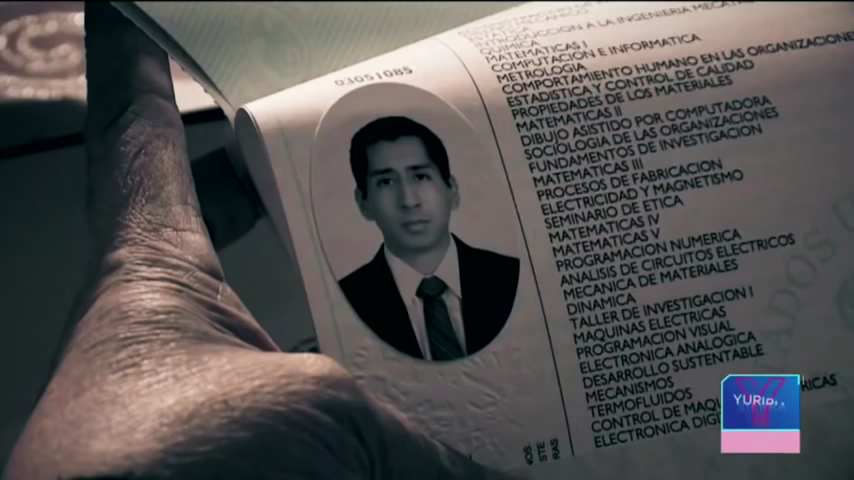 03051085
INTRODUCCION A LA INGENIERIA
QUIMICA
MATEMATICAS I
COMPUTACION E INFORMATICA
METROLOGIA
COMPORTAMIENTO HUMANO EN LAS ORGANIZACIONES
ESTADISTICA Y CONTROL DE CALIDAD
PROPIEDADES DE LOS MATERIALES
MATEMATICAS II
DIBUJO ASISTIDO POR COMPUTADORA
SOCIOLOGIA DE LAS ORGANIZACIONES
FUNDAMENTOS DE INVESTIGACION
MATEMATICAS III
PROCESOS DE FABRICACION
ELECTRICIDAD Y MAGNETISMO
SEMINARIO DE ETICA
MATEMATICAS IV
MATEMATICAS V
PROGRAMACION NUMERICA
ANALISIS DE CIRCUITOS ELECTRICOS
MECANICA DE MATERIALES
DINAMICA
TALLER DE INVESTIGACION I
MAQUINAS ELECTRICAS
PROGRAMACION VISUAL
ELECTRONICA ANALOGICA
DESARROLLO SUSTENTABLE
MECANISMOS
TERMOFLUIDOS
CONTROL DE MAQ
ELECTRONICA DIG
ADOS U